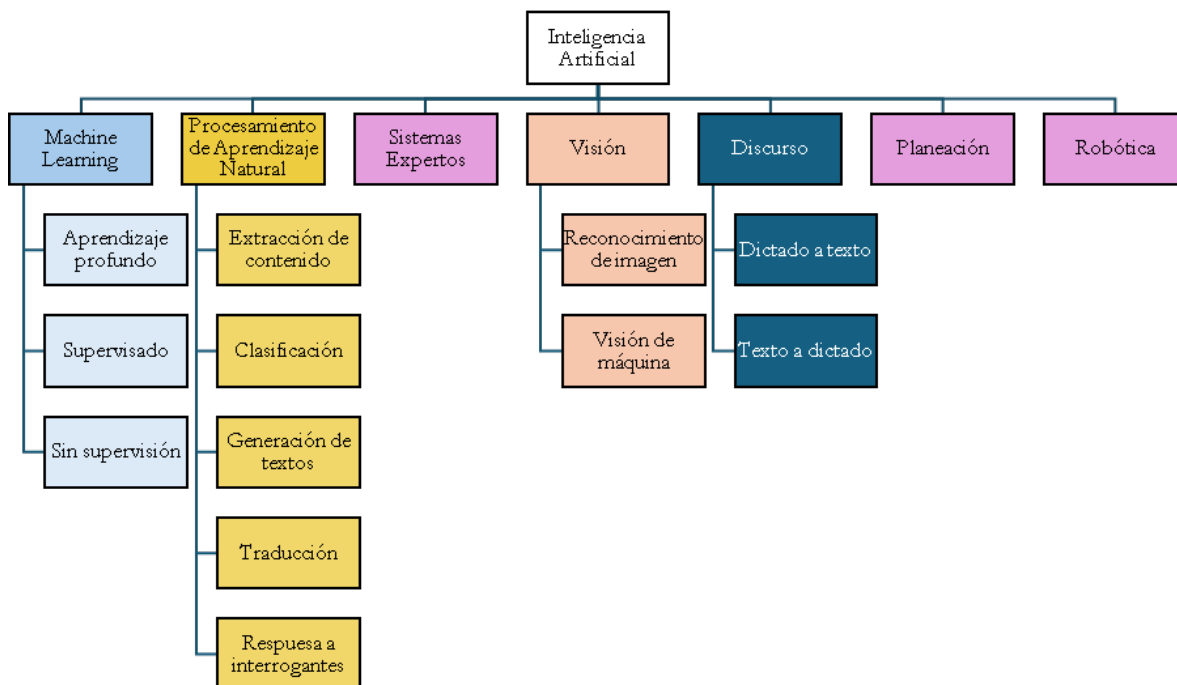 Inteligencia
Artificial
Machine
Learning
Procesamiento
de Aprendizaje
Natural
Sistemas
Expertos
Visión
Discurso
Planeación
Robótica
Aprendizaje
profundo
Supervisado
Sin supervisión
Extracción de
contenido
Clasificación
Generación de
textos
Traducción
Respuesa a
interrogantes
Reconocimiento
de imagen
Visión de
máquina
Dictado a texto
Texto a dictado